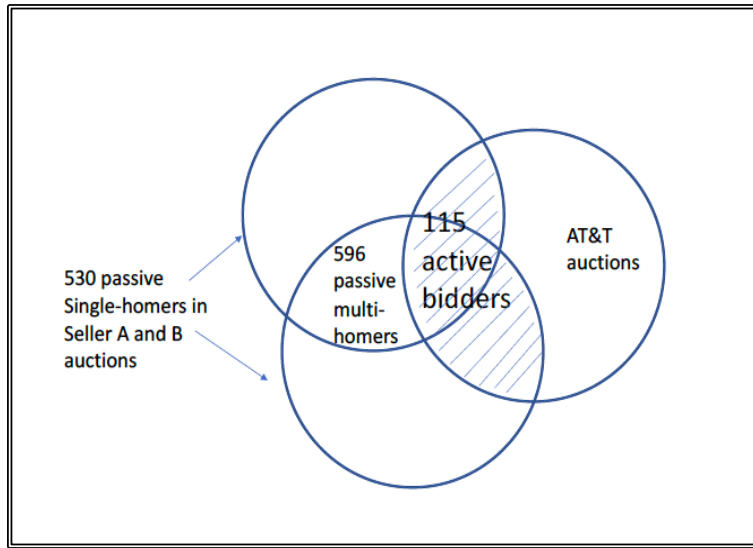 115
active
bidders
596
passive
multi-
homers
AT&T
auctions
530 passive
Single-homers in
Seller A and B
auctions